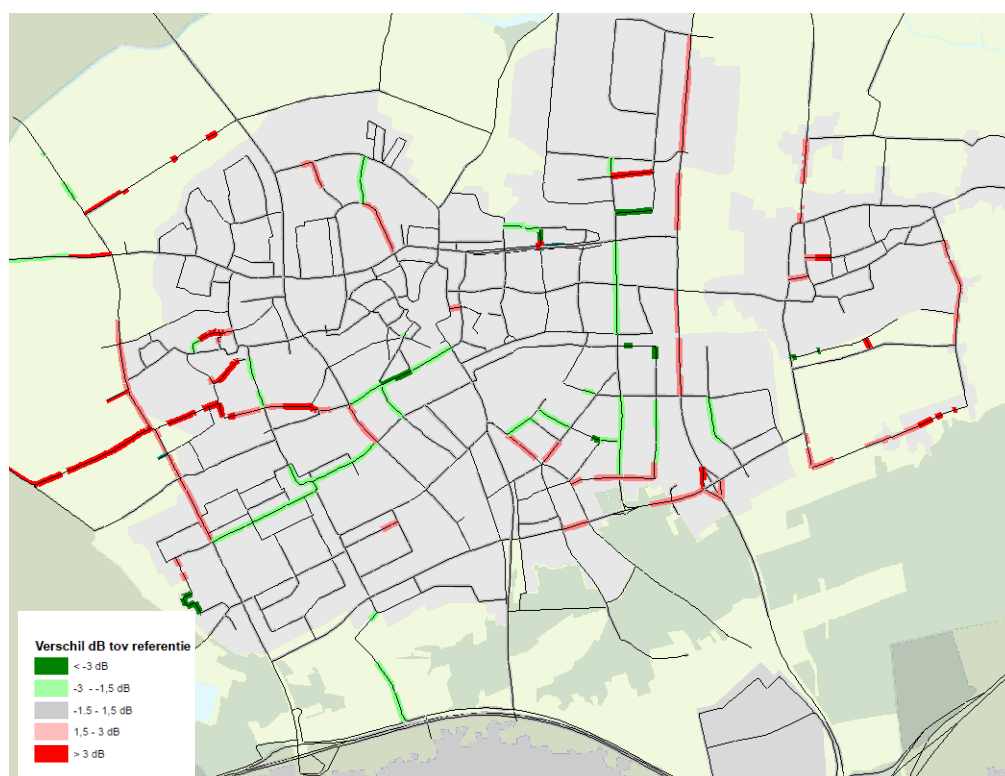 Verschil dB tov referentie
< -3 dB
-3 - -1,5 dB
-1.5 - 1,5 dB
1,5 - 3 dB
> 3 dB